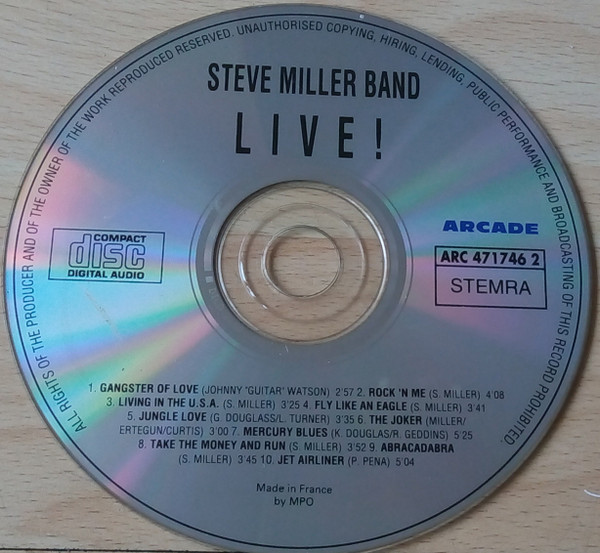 ALL RIGHTS OF THE PRODUCER AND OF THE OWNER OF THE WORK REPRODUCED RESERVED. UNAUTHORISED COPYING, HIRING, LENDING, PUBLIC PERFORMANCE AND BROADCASTING OF THIS RECORD PROHIBITED.
STEVE MILLER BAND
LIVE!
COMPACT
disc
DIGITAL AUDIO
ARCADE
ARC 471746 2
STEMRA
1. GANGSTER OF LOVE (JOHNNY "GUITAR" WATSON) 2'57 2. ROCK 'N ME (S. MILLER) 4'08
3. LIVING IN THE U.S.A. (S. MILLER) 3'25 4. FLY LIKE AN EAGLE (S. MILLER) 3'41
5. JUNGLE LOVE (G. DOUGLASS/L. TURNER) 3'35 6. THE JOKER (MILLER/
ERTEGUN/CURTIS) 3'00 7. MERCURY BLUES (K. DOUGLAS/R. GEDDINS) 5'25
8. TAKE THE MONEY AND RUN (S. MILLER) 3'52 9. ABRACADABRA
(S. MILLER) 3'45 10. JET AIRLINER (P. PENA) 5'04
Made in France
by MPO